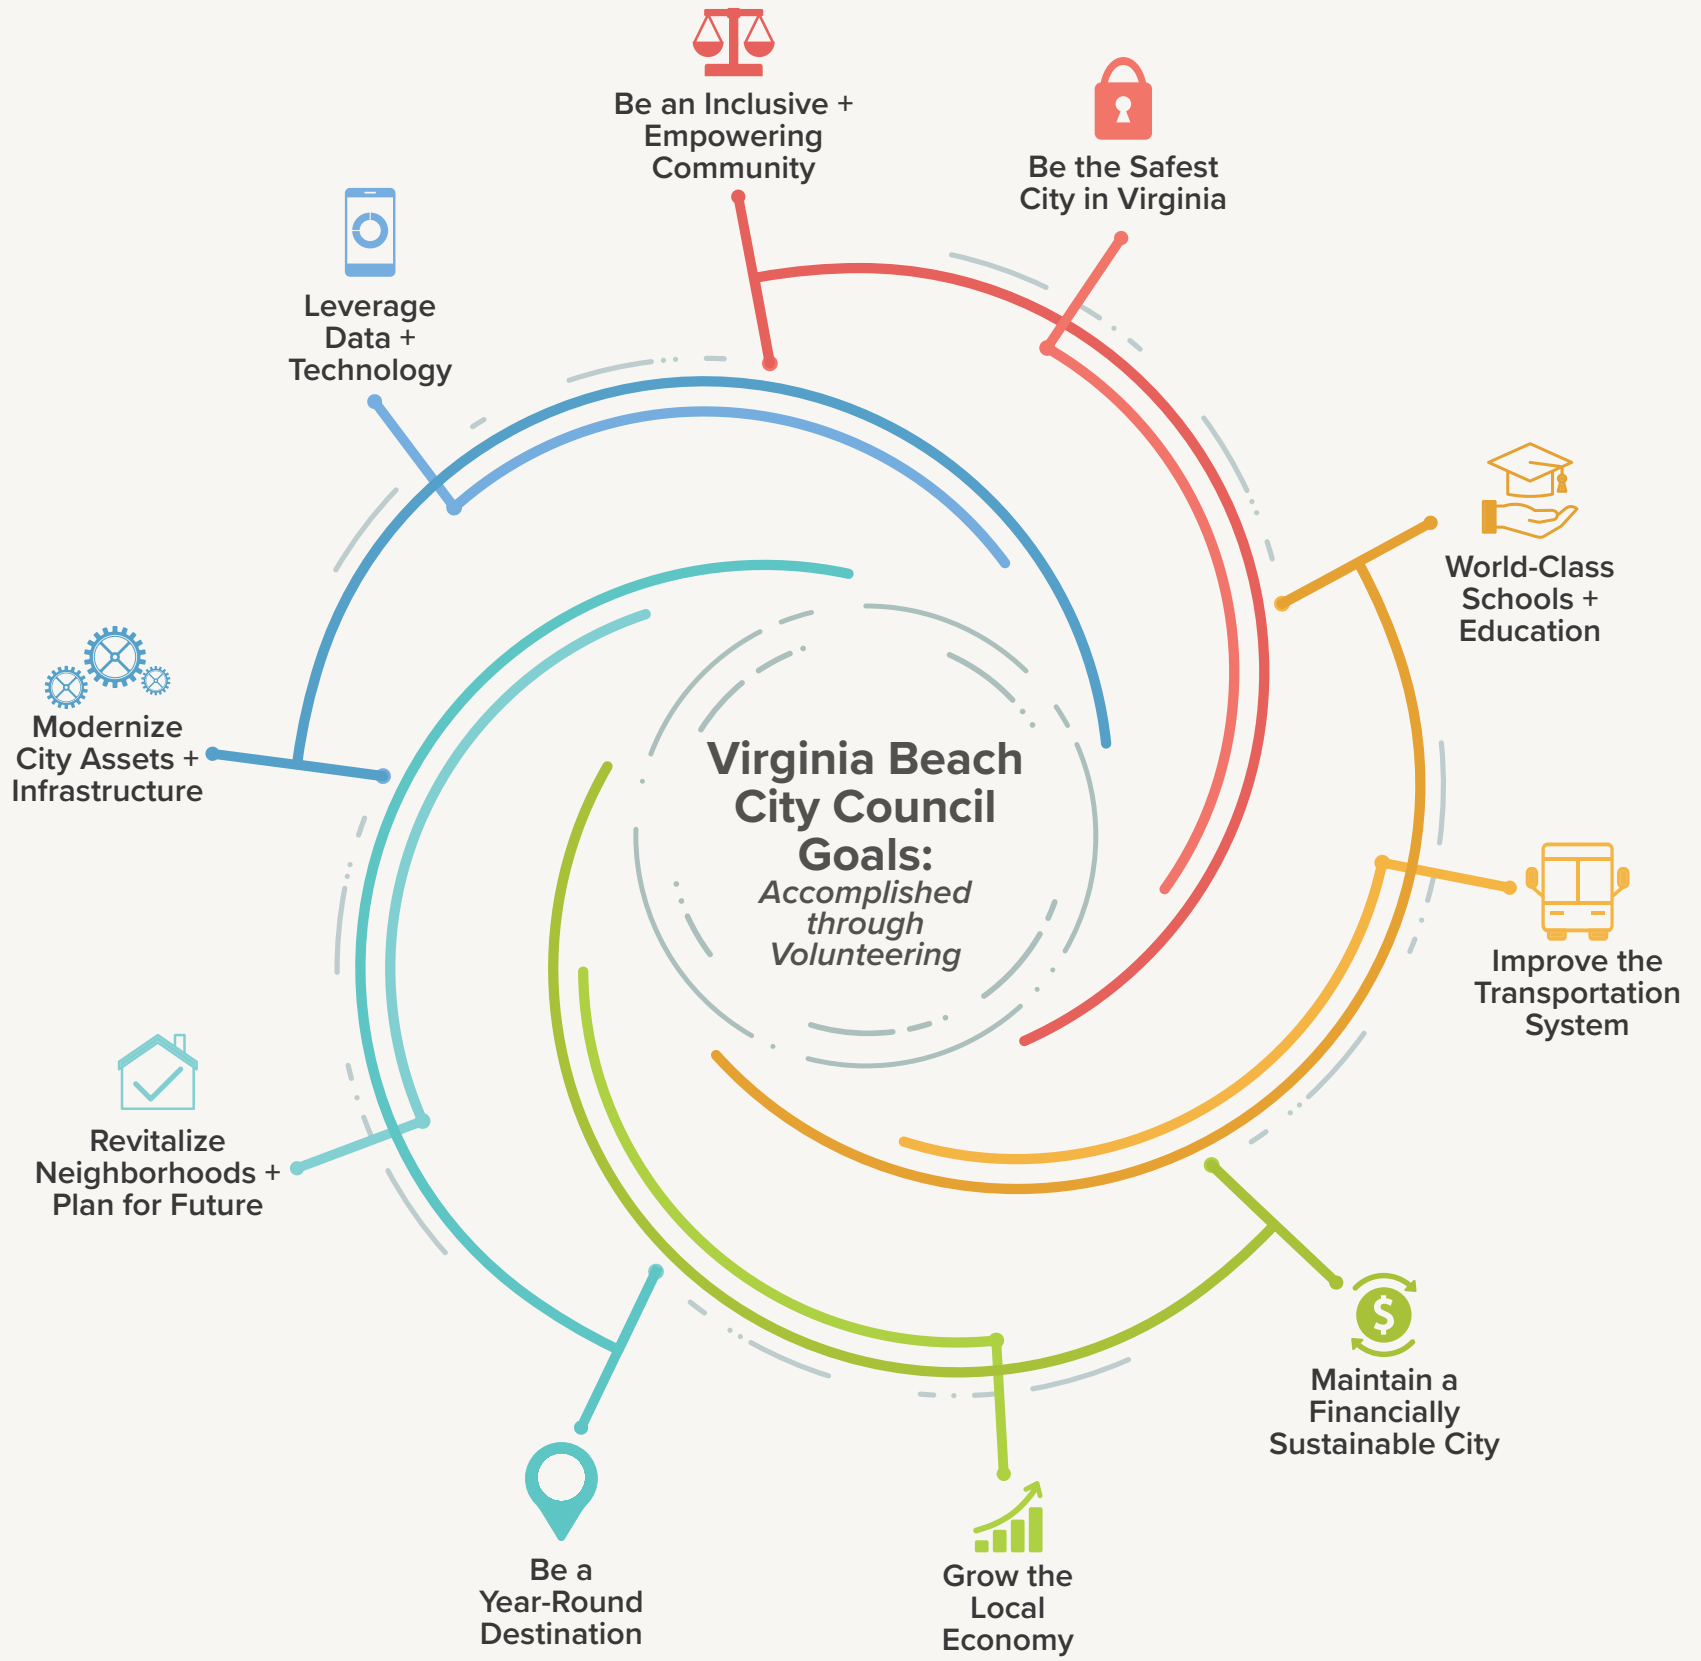 Be an Inclusive +
Empowering
Community
Be the Safest
City in Virginia
World-Class
Schools +
Education
Improve the
Transportation
System
Maintain a
Financially
Sustainable City
Grow the
Local
Economy
Be a
Year-Round
Destination
Revitalize
Neighborhoods +
Plan for Future
Modernize
City Assets +
Infrastructure
Leverage
Data +
Technology
Virginia Beach
City Council
Goals:
Accomplished
through
Volunteering
$